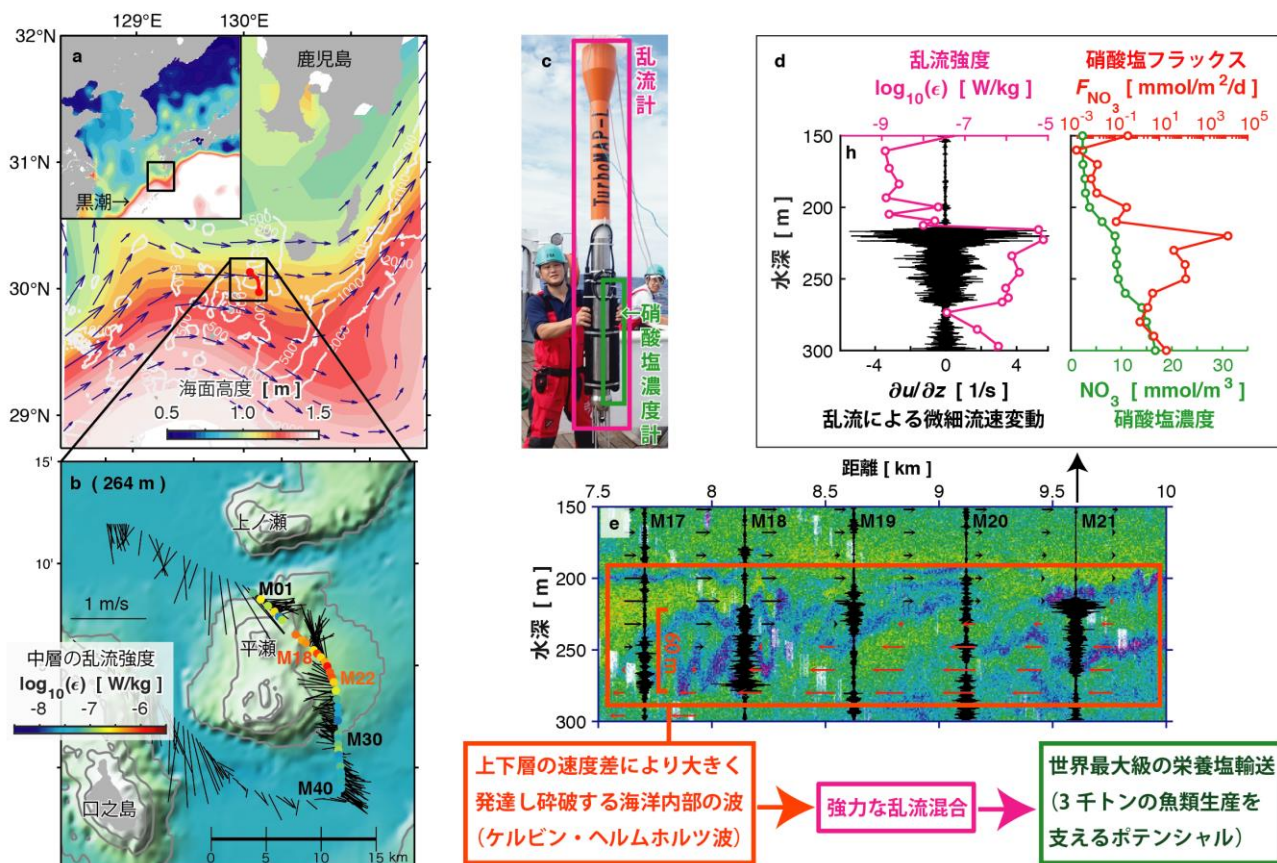 129°E
130°E
32°N
31°N
30°N
29°N
a
鹿児島
黒潮→
500
500
1000
2000
500
500
500
1000
海面高度 [ m ]
0.5
1.0
1.5
15'
10'
b ( 264 m )
上ノ瀬
1 m/s
M01
平瀬
M18
M22
M30
M40
中層の乱流強度
log10(ϵ) [ W/kg ]
-8
-7
-6
口之島
0
5
10
15 km
c
乱流計
TurboMAP-I
←硝酸塩濃度計
d
乱流強度
log10(ϵ) [ W/kg ]
-9
-7
-5
h
水深 [ m ]
150
200
250
300
-4
0
4
∂u/∂z [1/s]
乱流による微細流速変動
硝酸塩フラックス
FNO3 [ mmol/m²/d ]
10⁻³
10⁻¹
10¹
10³
10⁵
0
10
20
30
NO3 [ mmol/m³ ]
硝酸塩濃度
距離 [ km ]
7.5
8
8.5
9
9.5
10
e
M17
M18
M19
M20
M21
水深 [ m ]
150
200
250
300
60 m
上下層の速度差により大きく
発達し砕破する海洋内部の波
(ケルビン・ヘルムホルツ波)
強力な乱流混合
世界最大級の栄養塩輸送
(3 千トンの魚類生産を
支えるポテンシャル)